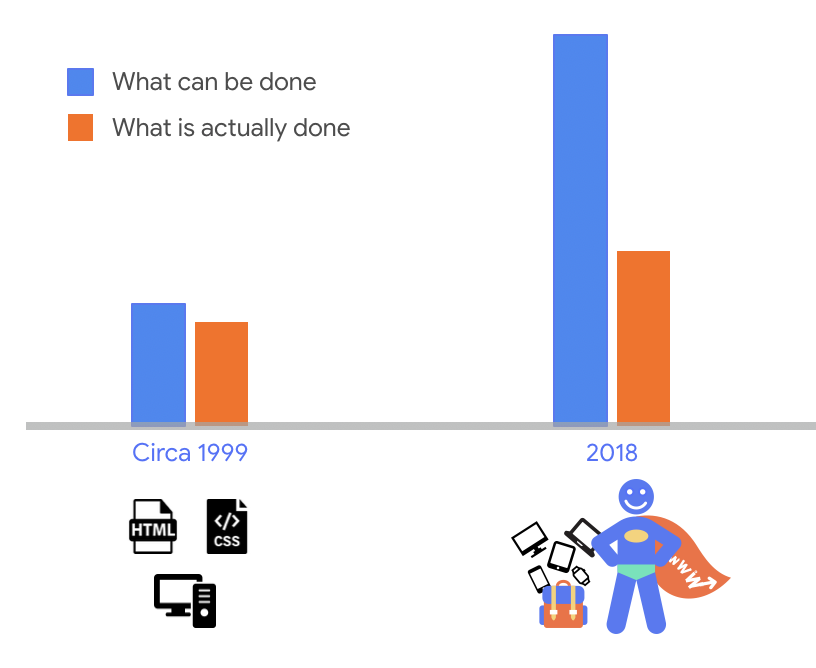 What can be done
What is actually done
Circa 1999
2018
HTML
CSS
WWW